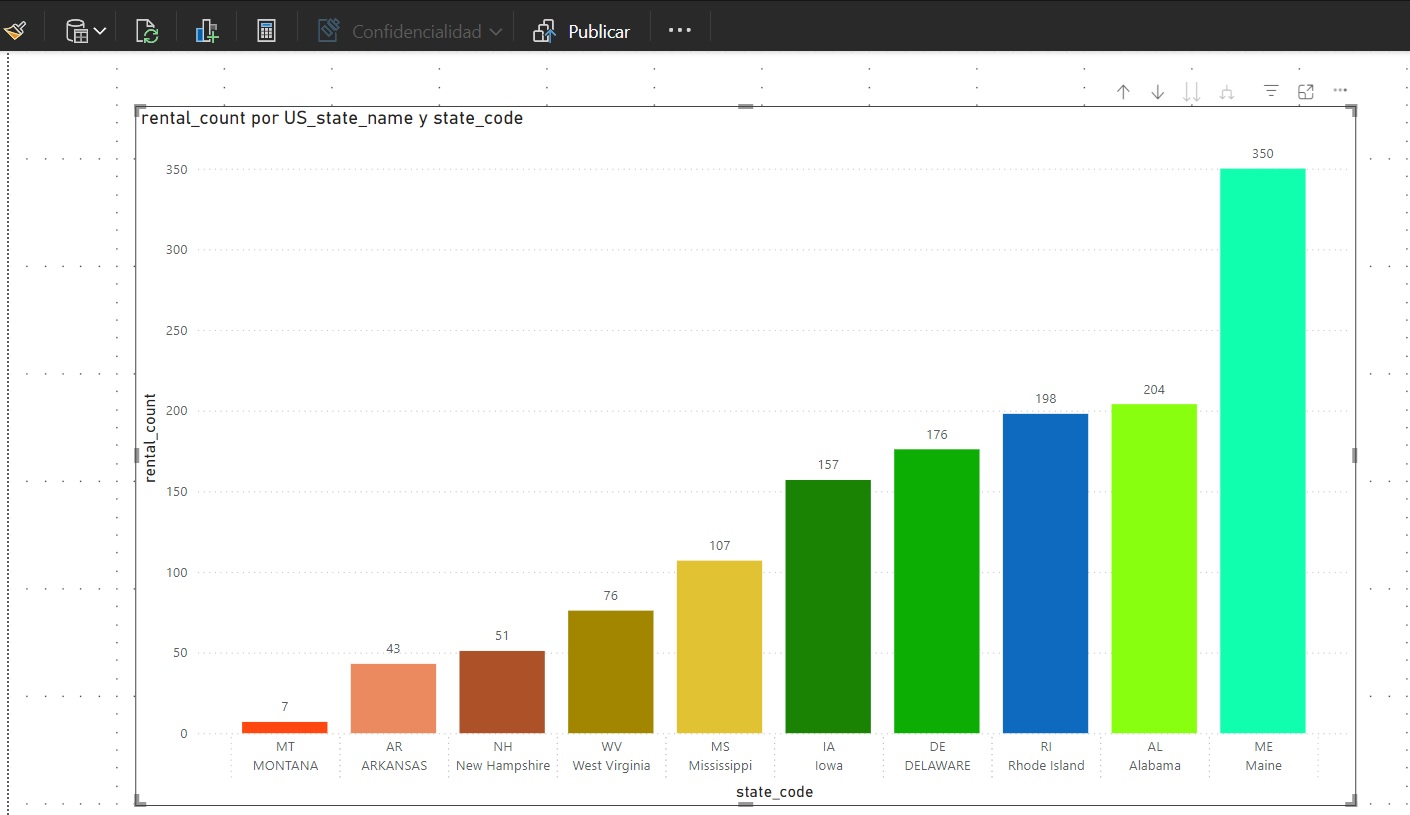 Confidencialidad
Publicar
rental_count por US_state_name y state_code
350
300
250
200
150
100
50
0
rental_count
7
43
51
76
107
157
176
198
204
350
MT AR NH WV MS IA DE RI AL ME
MONTANA ARKANSAS New Hampshire West Virginia Mississippi Iowa DELAWARE Rhode Island Alabama Maine
state_code